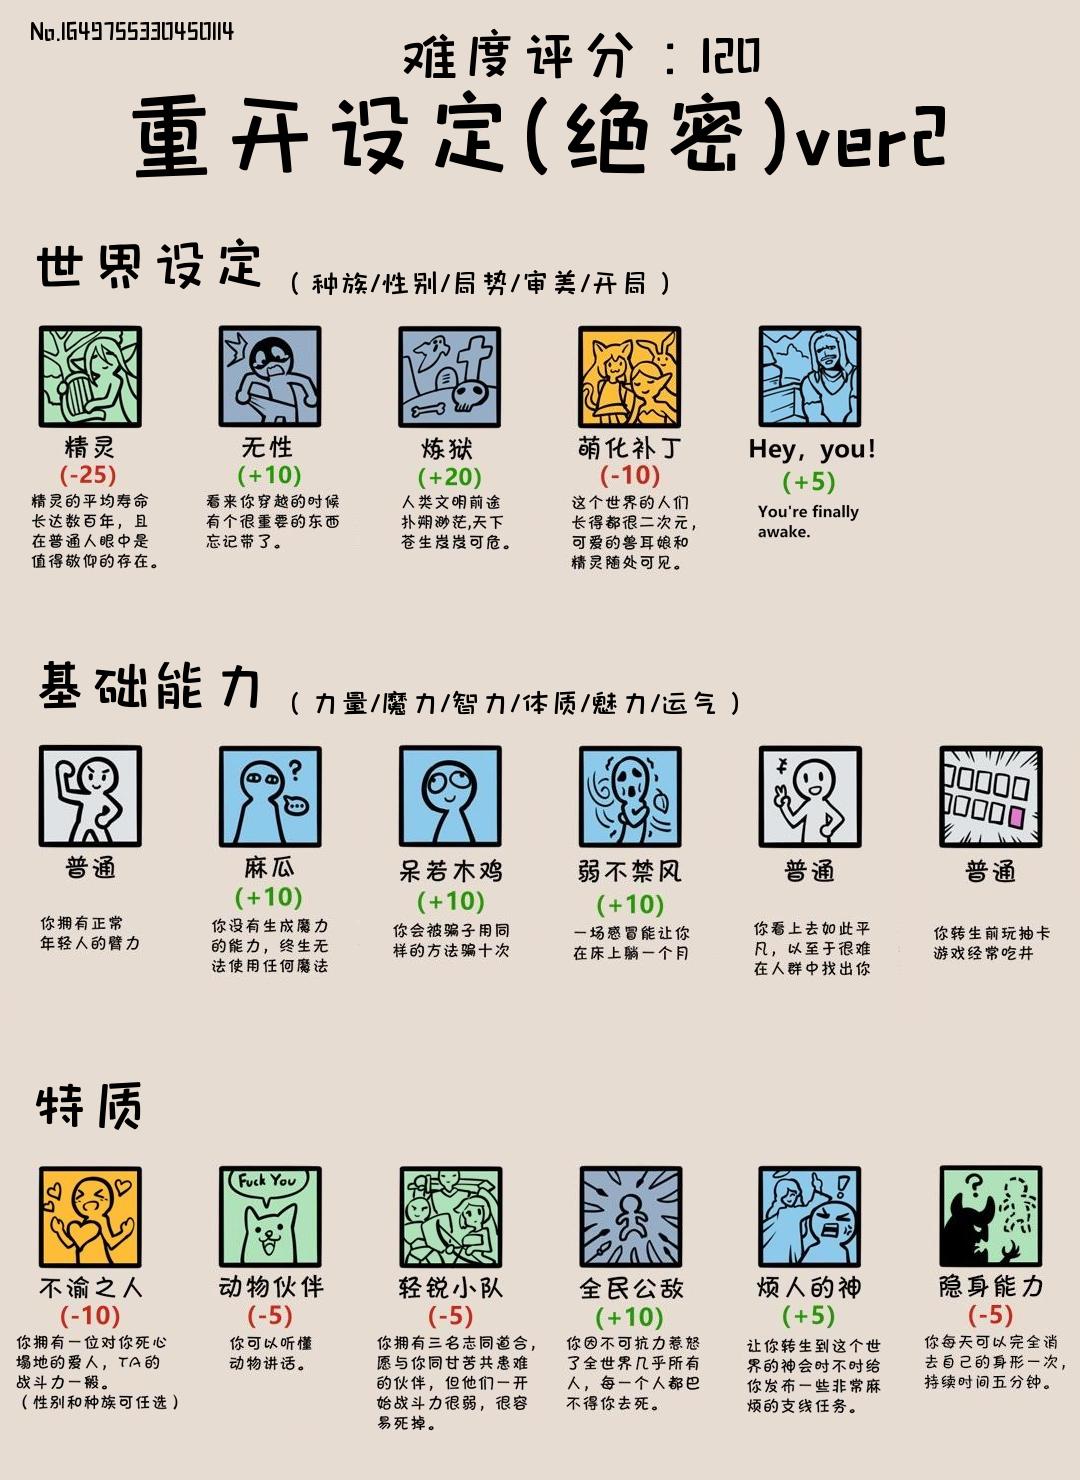 No.1649755330450114
难度评分：120
重开设定(绝密)ver2
世界设定 （种族/性别/局势/审美/开局）
精灵
(-25)
精灵的平均寿命
长达数百年，且
在普通人眼中是
值得敬仰的存在。
无性
(+10)
看来你穿越的时候
有个很重要的东西
忘记带了。
炼狱
(+20)
人类文明前途
扑朔渺茫,天下
苍生岌岌可危。
萌化补丁
(-10)
这个世界的人们
长得都很二次元，
可爱的兽耳娘和
精灵随处可见。
Hey, you!
(+5)
You're finally
awake.
基础能力 （力量/魔力/智力/体质/魅力/运气）
普通
你拥有正常
年轻人的臂力
麻瓜
(+10)
你没有生成魔力
的能力，终生无
法使用任何魔法
呆若木鸡
(+10)
你会被骗子用同
样的方法骗十次
弱不禁风
(+10)
一场感冒能让你
在床上躺一个月
普通
你看上去如此平
凡，以至于很难
在人群中找出你
普通
你转生前玩抽卡
游戏经常吃井
特质
不渝之人
(-10)
你拥有一位对你死心
塌地的爱人，TA的
战斗力一般。
（性别和种族可任选）
Fuck You
动物伙伴
(-5)
你可以听懂
动物讲话。
轻锐小队
(-5)
你拥有三名志同道合，
愿与你同甘苦共患难
的伙伴，但他们一开
始战斗力很弱，很容
易死掉。
全民公敌
(+10)
你因不可抗力惹怒
了全世界几乎所有
人，每一个人都巴
不得你去死。
烦人的神
(+5)
让你转生到这个世
界的神会时不时给
你发布一些非常麻
烦的支线任务。
隐身能力
(-5)
你每天可以完全消
去自己的身形一次，
持续时间五分钟。